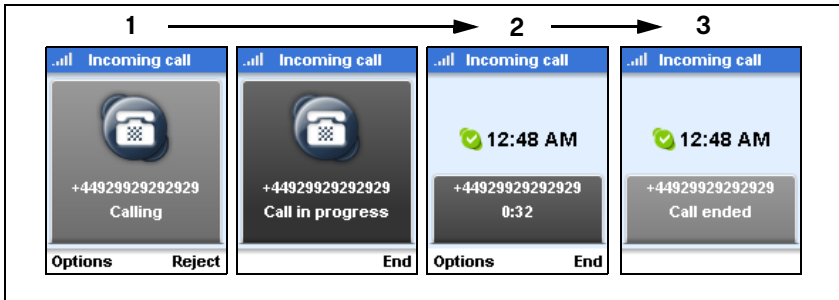 1 2 3
Incoming call
+44929929292929
Calling
Options Reject
Incoming call
+44929929292929
Call in progress
End
Incoming call
12:48 AM
+44929929292929
0:32
Options End
Incoming call
12:48 AM
+44929929292929
Call ended